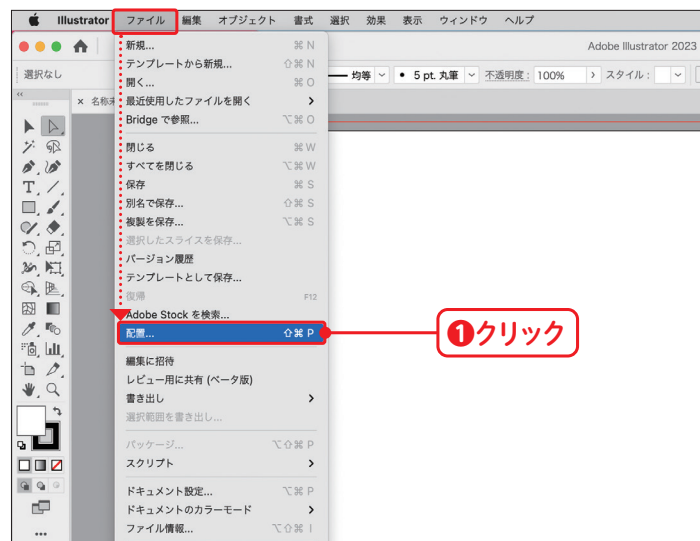 Illustrator ファイル 編集 オブジェクト 書式 選択 効果 表示 ウィンドウ ヘルプ
Adobe Illustrator 2023
選択なし
均等 5 pt. 丸筆 不透明度 : 100% スタイル :
× 名称未
新規... ⌘ N
テンプレートから新規... ⇧⌘ N
開く... ⌘ O
最近使用したファイルを開く >
Bridge で参照... ⌥⌘ O
閉じる ⌘ W
すべてを閉じる ⌥⌘ W
保存 ⌘ S
別名で保存... ⇧⌘ S
複製を保存... ⌥⌘ S
選択したスライスを保存...
バージョン履歴
テンプレートとして保存...
復帰 F12
Adobe Stock を検索...
配置... ⇧⌘ P
❶クリック
編集に招待
レビュー用に共有 (ベータ版)
書き出し >
選択範囲を書き出し...
パッケージ... ⌥⇧⌘ P
スクリプト >
ドキュメント設定... ⌥⌘ P
ドキュメントのカラーモード >
ファイル情報... ⌥⇧⌘ I